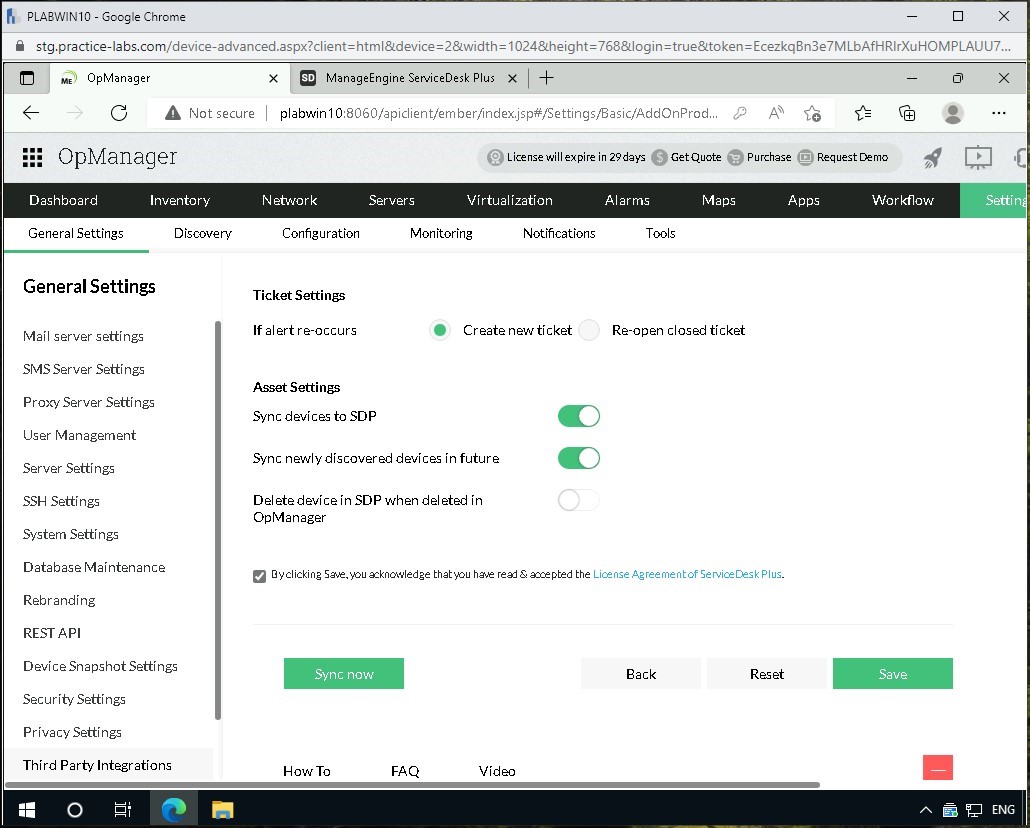 PLABWIN10 - Google Chrome
stg.practice-labs.com/device-advanced.aspx?client=html&device=2&width=1024&height=768&login=true&token=EcezkqBn3e7MLbAfHRIrXuHOMPLAUU7...
ME OpManager
SD ManageEngine ServiceDesk Plus
Not secure plabwin10:8060/apiclient/ember/index.jsp#/Settings/Basic/AddOnProd...
OpManager
License will expire in 29 days $ Get Quote Purchase Request Demo
Dashboard Inventory Network Servers Virtualization Alarms Maps Apps Workflow Setting
General Settings Discovery Configuration Monitoring Notifications Tools
General Settings
Mail server settings
SMS Server Settings
Proxy Server Settings
User Management
Server Settings
SSH Settings
System Settings
Database Maintenance
Rebranding
REST API
Device Snapshot Settings
Security Settings
Privacy Settings
Third Party Integrations
Ticket Settings
If alert re-occurs Create new ticket Re-open closed ticket
Asset Settings
Sync devices to SDP
Sync newly discovered devices in future
Delete device in SDP when deleted in
OpManager
By clicking Save, you acknowledge that you have read & accepted the License Agreement of ServiceDesk Plus.
Sync now Back Reset Save
How To FAQ Video
ENG